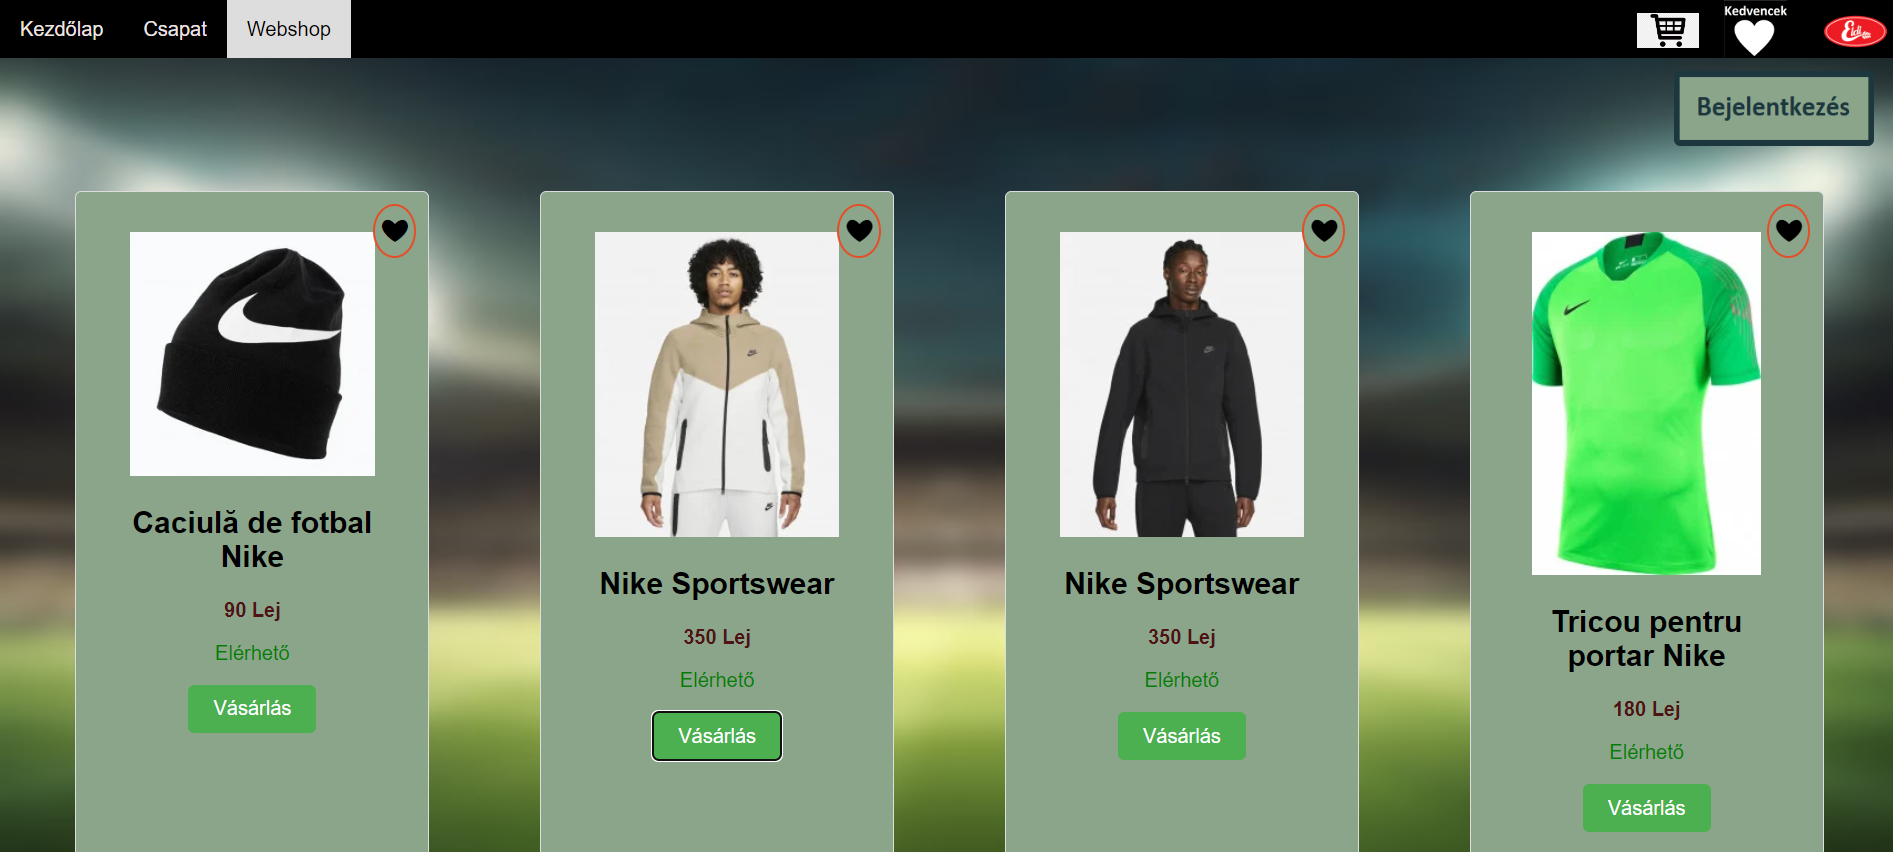 Kezdőlap
Csapat
Webshop
Kedvencek
Eldi
Bejelentkezés
Caciulă de fotbal
Nike
90 Lej
Elérhető
Vásárlás
Nike Sportswear
350 Lej
Elérhető
Vásárlás
Nike Sportswear
350 Lej
Elérhető
Vásárlás
Tricou pentru
portar Nike
180 Lej
Elérhető
Vásárlás